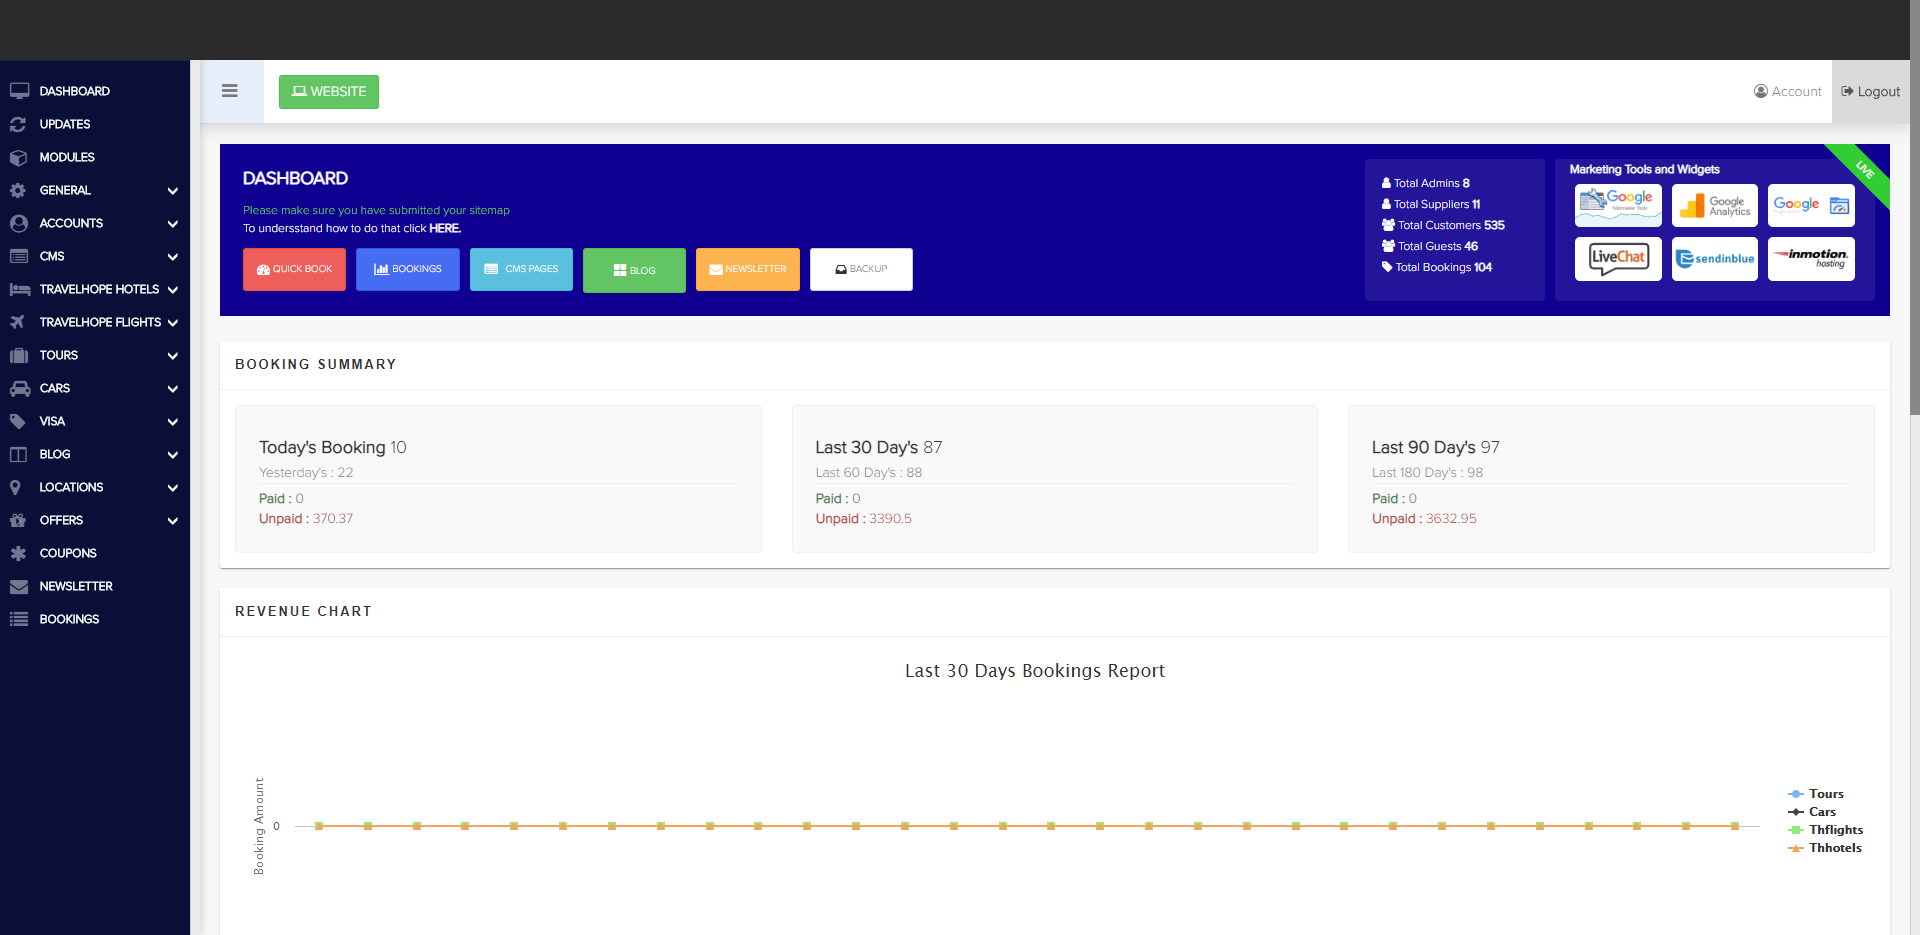 DASHBOARD
UPDATES
MODULES
GENERAL
ACCOUNTS
CMS
TRAVELHOPE HOTELS
TRAVELHOPE FLIGHTS
TOURS
CARS
VISA
BLOG
LOCATIONS
OFFERS
COUPONS
NEWSLETTER
BOOKINGS
WEBSITE
Account
Logout
DASHBOARD
Please make sure you have submitted your sitemap
To undersstand how to do that click HERE.
QUICK BOOK
BOOKINGS
CMS PAGES
BLOG
NEWSLETTER
BACKUP
Total Admins 8
Total Suppliers 11
Total Customers 535
Total Guests 46
Total Bookings 104
Marketing Tools and Widgets
LIVE
Google
Webmaster Tools
Google
Analytics
Google
LiveChat
sendinblue
inmotion
hosting
BOOKING SUMMARY
Today's Booking 10
Yesterday's : 22
Paid : 0
Unpaid : 370.37
Last 30 Day's 87
Last 60 Day's : 88
Paid : 0
Unpaid : 3390.5
Last 90 Day's 97
Last 180 Day's : 98
Paid : 0
Unpaid : 3632.95
REVENUE CHART
Last 30 Days Bookings Report
Booking Amount
0
Tours
Cars
Thflights
Thhotels